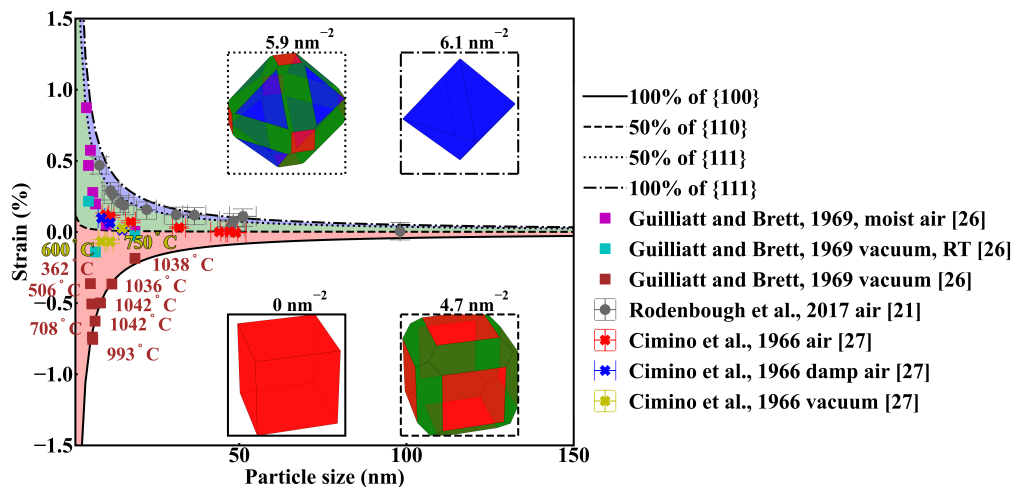 1.5
1.0
0.5
0.0
−0.5
−1.0
−1.5
Strain (%)
50
100
150
Particle size (nm)
5.9 nm−2
6.1 nm−2
0 nm−2
4.7 nm−2
600°C
750°C
362°C
1038°C
506°C
1036°C
1042°C
708°C
1042°C
993°C
100% of {100}
50% of {110}
50% of {111}
100% of {111}
Guilliatt and Brett, 1969, moist air [26]
Guilliatt and Brett, 1969 vacuum, RT [26]
Guilliatt and Brett, 1969 vacuum [26]
Rodenbough et al., 2017 air [21]
Cimino et al., 1966 air [27]
Cimino et al., 1966 damp air [27]
Cimino et al., 1966 vacuum [27]